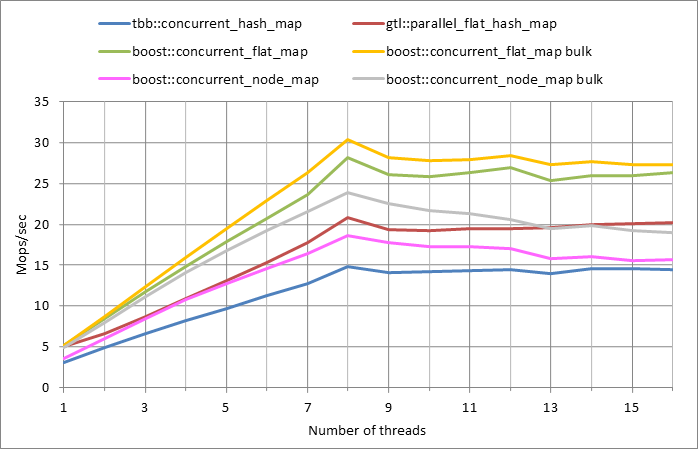 tbb::concurrent_hash_map gtl::parallel_flat_hash_map
boost::concurrent_flat_map boost::concurrent_flat_map bulk
boost::concurrent_node_map boost::concurrent_node_map bulk
35
30
25
20
15
10
5
0
Mops/sec
1 3 5 7 9 11 13 15
Number of threads